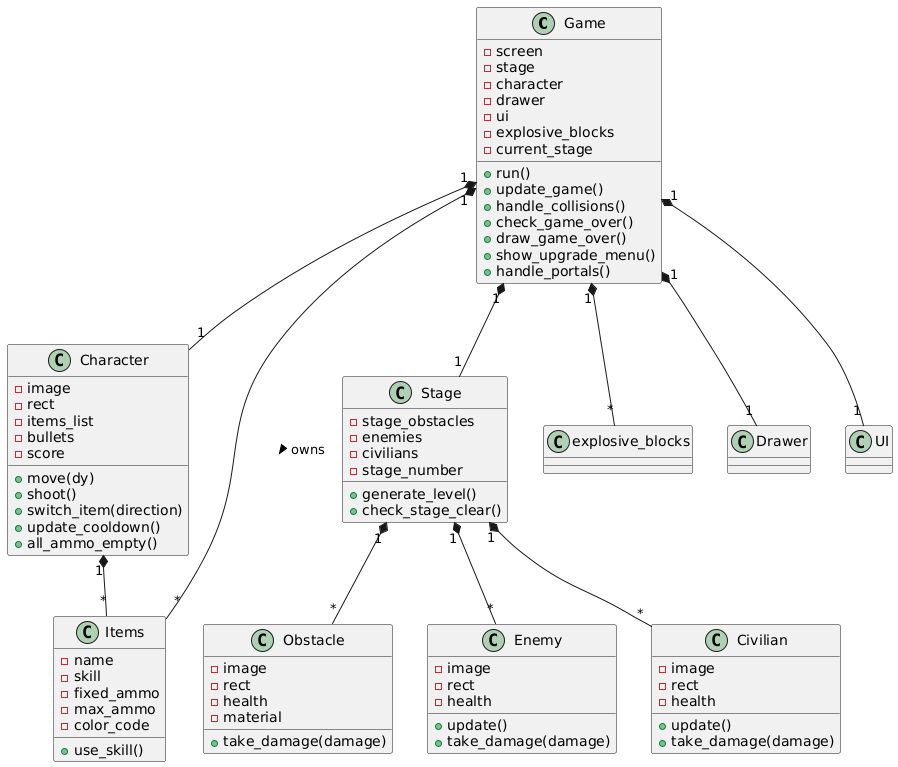 C Game
screen
stage
character
drawer
ui
explosive_blocks
current_stage
run()
update_game()
handle_collisions()
check_game_over()
draw_game_over()
show_upgrade_menu()
handle_portals()
1
1
1
1
1
1
1
1
*
1
1
*
owns
*
C Character
image
rect
items_list
bullets
score
move(dy)
shoot()
switch_item(direction)
update_cooldown()
all_ammo_empty()
1
*
C Stage
stage_obstacles
enemies
civilians
stage_number
generate_level()
check_stage_clear()
1
1
1
*
*
*
C explosive_blocks
C Drawer
C UI
C Items
name
skill
fixed_ammo
max_ammo
color_code
use_skill()
C Obstacle
image
rect
health
material
take_damage(damage)
C Enemy
image
rect
health
update()
take_damage(damage)
C Civilian
image
rect
health
update()
take_damage(damage)